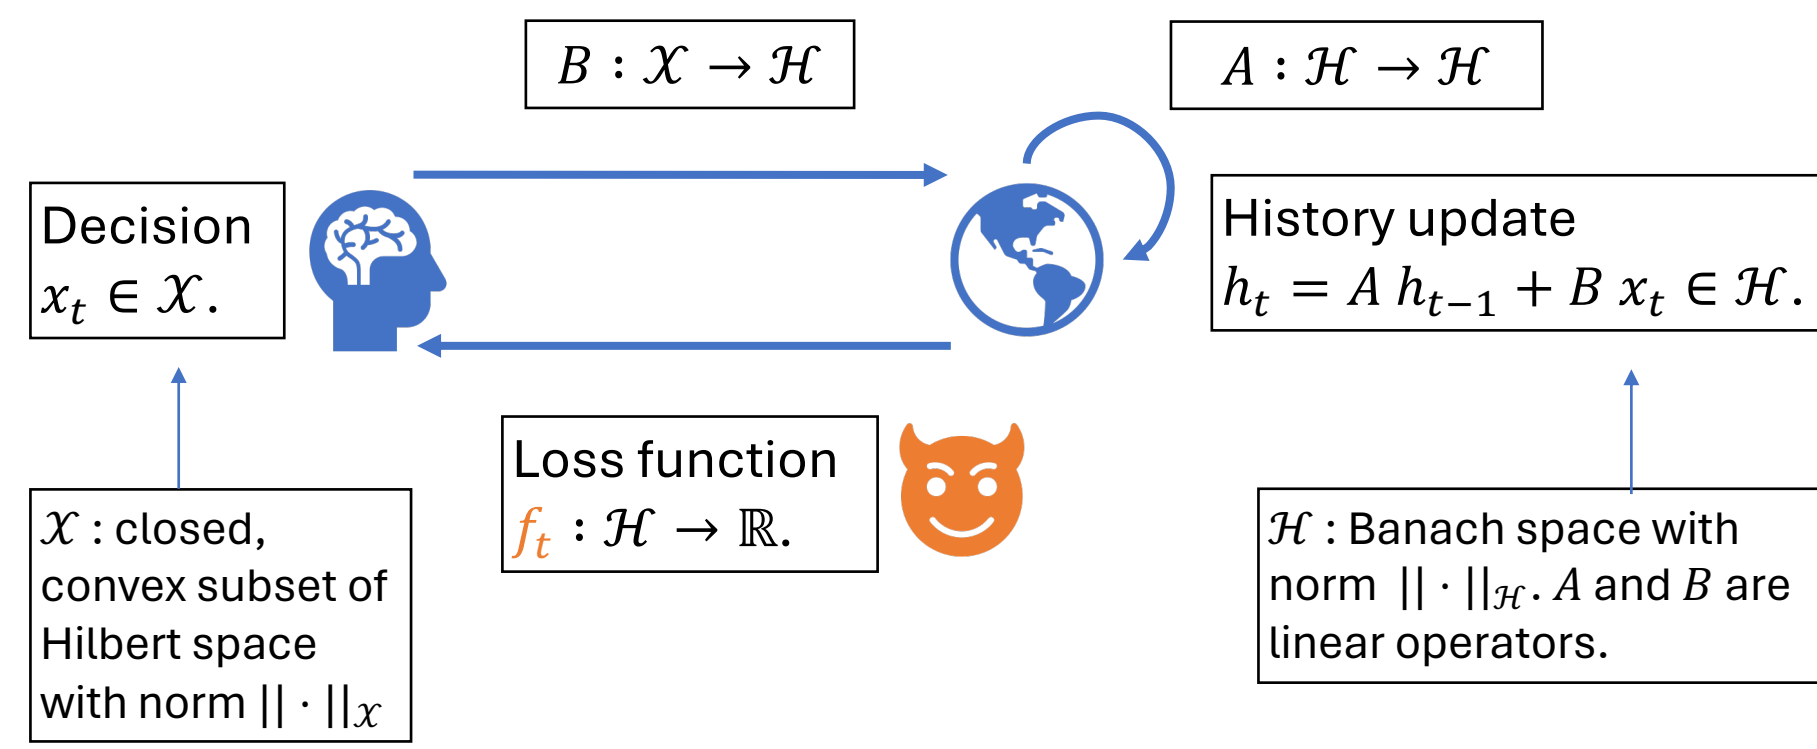 B : 𝒳 → ℋ
A : ℋ → ℋ
Decision
x_t ∈ 𝒳.
History update
h_t = A h_{t−1} + B x_t ∈ ℋ.
Loss function
f_t : ℋ → ℝ.
𝒳 : closed,
convex subset of
Hilbert space
with norm || · ||_𝒳
ℋ : Banach space with
norm || · ||_ℋ. A and B are
linear operators.